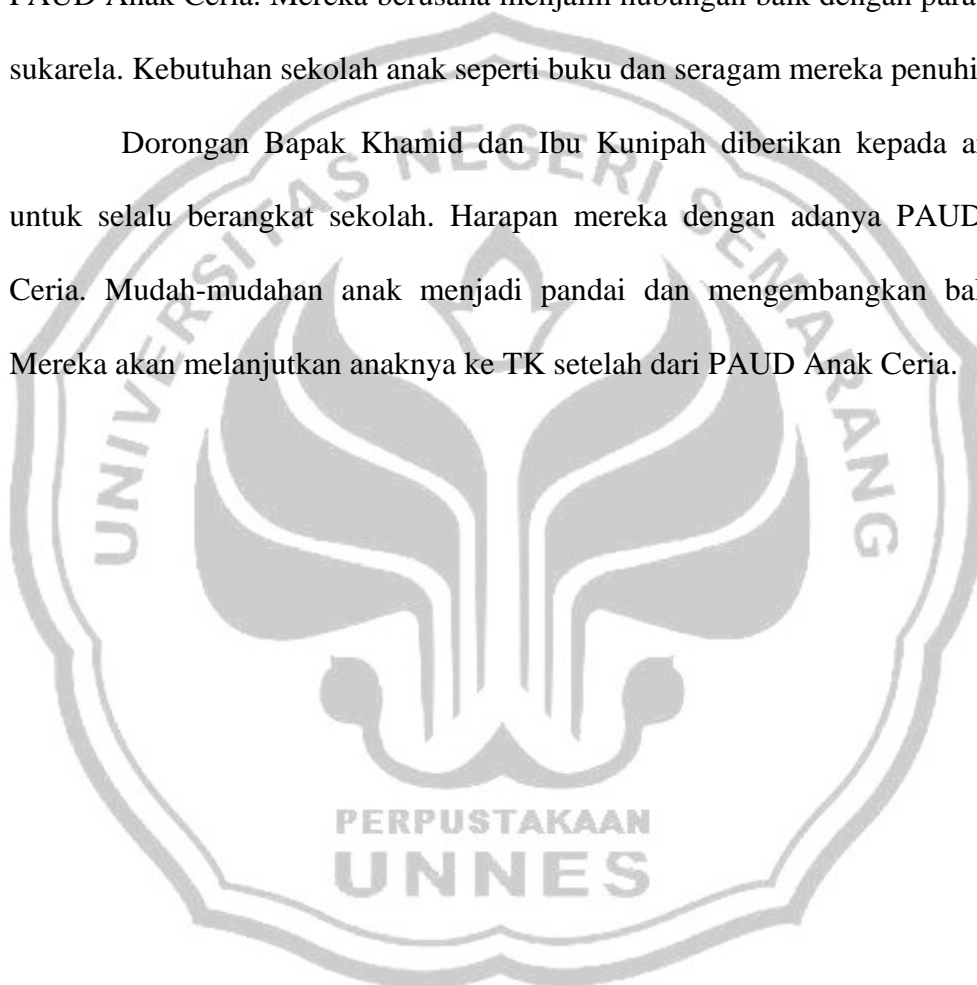 PAUD Anak Ceria. Mereka berusaha menjalin hubungan baik dengan para
sukarela. Kebutuhan sekolah anak seperti buku dan seragam mereka penuhi
Dorongan Bapak Khamid dan Ibu Kunipah diberikan kepada
untuk selalu berangkat sekolah. Harapan mereka dengan adanya PAUD
Ceria. Mudah-mudahan anak menjadi pandai dan mengembangkan
Mereka akan melanjutkan anaknya ke TK setelah dari PAUD Anak Ceria.
UNIVERSITAS NEGERI SEMARANG
PERPUSTAKAAN
UNNES